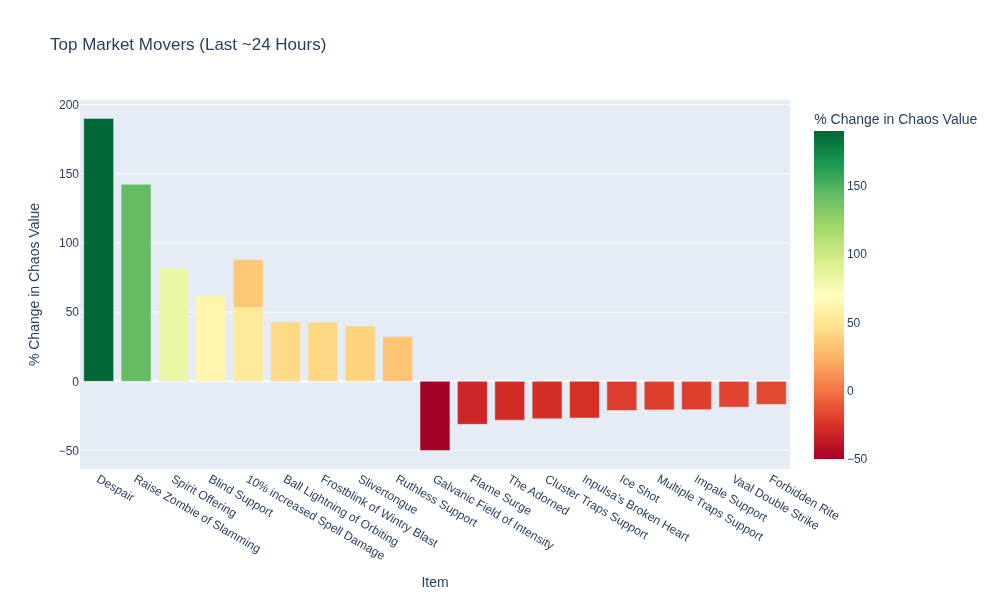 Top Market Movers (Last ~24 Hours)
% Change in Chaos Value
200
150
100
50
0
−50
Despair
Raise Zombie of Slamming
Spirit Offering
Blind Support
10% increased Spell Damage
Ball Lightning of Orbiting
Frostblink of Wintry Blast
Slivertongue
Ruthless Support
Galvanic Field of Intensity
Flame Surge
The Adorned
Cluster Traps Support
Inpulsa's Broken Heart
Ice Shot
Multiple Traps Support
Impale Support
Vaal Double Strike
Forbidden Rite
Item
% Change in Chaos Value
150
100
50
0
−50